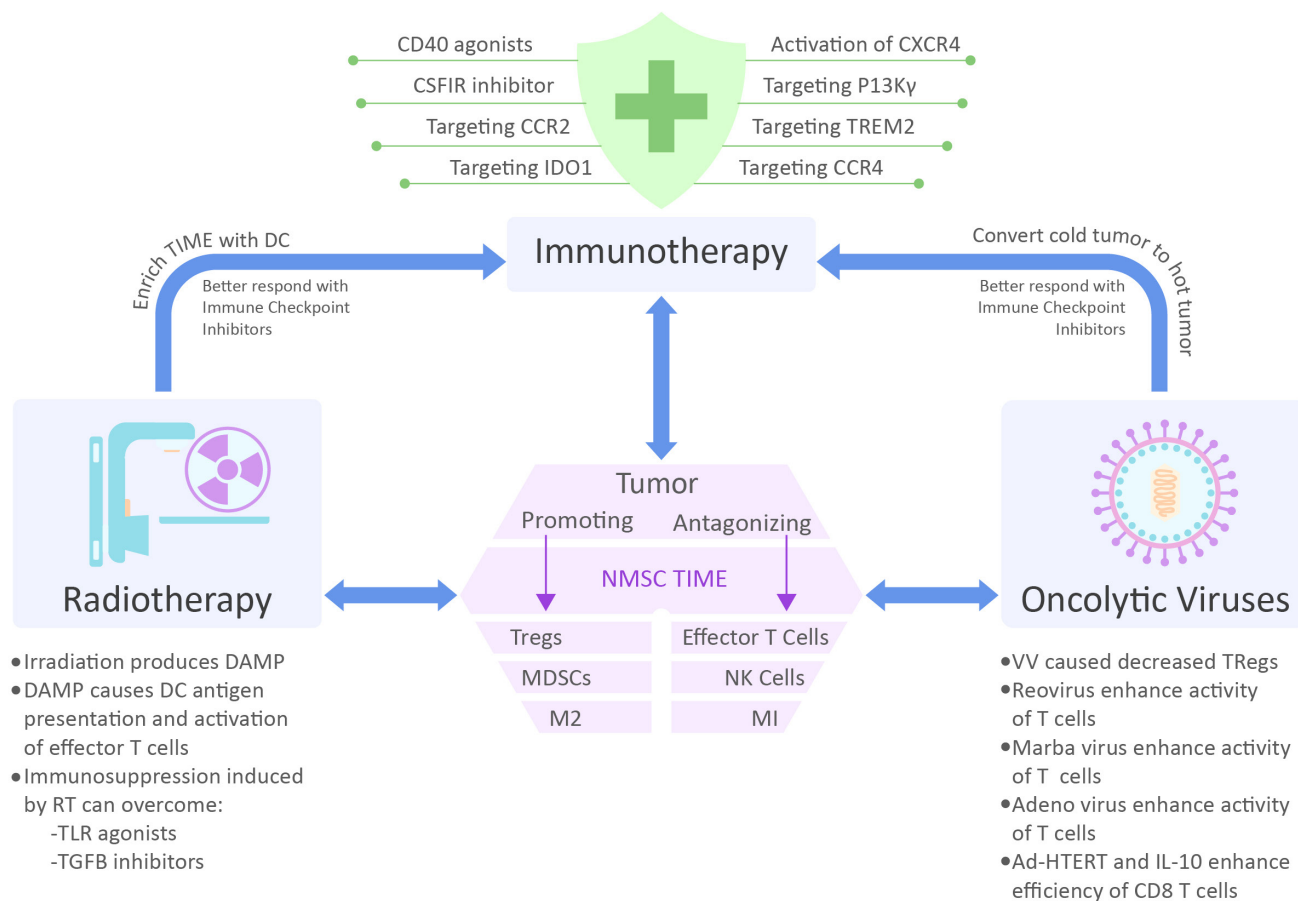 CD40 agonists
CSFIR inhibitor
Targeting CCR2
Targeting IDO1
Activation of CXCR4
Targeting P13Kγ
Targeting TREM2
Targeting CCR4
Immunotherapy
Enrich TIME with DC
Better respond with
Immune Checkpoint
Inhibitors
Convert cold tumor to hot tumor
Better respond with
Immune Checkpoint
Inhibitors
Radiotherapy
•Irradiation produces DAMP
•DAMP causes DC antigen
presentation and activation
of effector T cells
•Immunosuppression induced
by RT can overcome:
-TLR agonists
-TGFB inhibitors
Tumor
Promoting
Antagonizing
NMSC TIME
Tregs
MDSCs
M2
Effector T Cells
NK Cells
MI
Oncolytic Viruses
•VV caused decreased TRegs
•Reovirus enhance activity
of T cells
•Marba virus enhance activity
of T cells
•Adeno virus enhance activity
of T cells
•Ad-HTERT and IL-10 enhance
efficiency of CD8 T cells